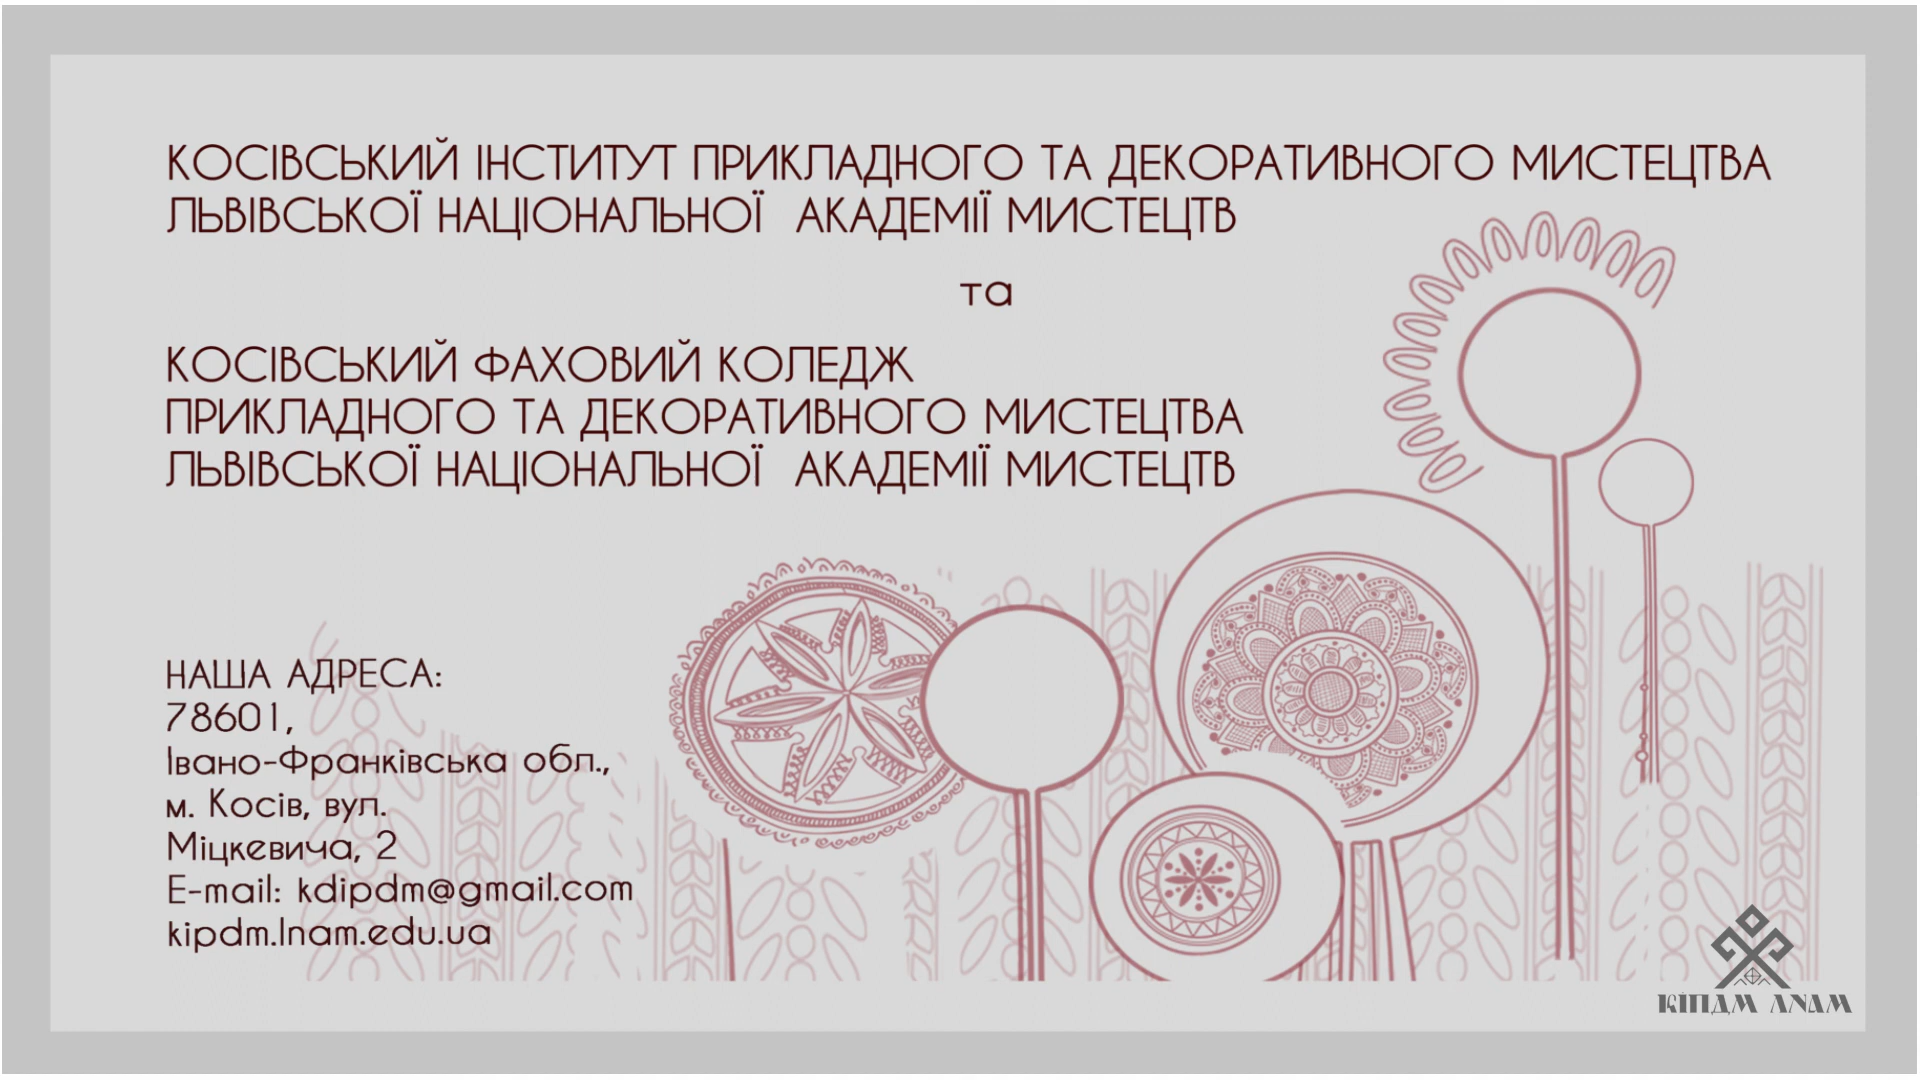 КОСІВСЬКИЙ ІНСТИТУТ ПРИКЛАДНОГО ТА ДЕКОРАТИВНОГО МИСТЕЦТВА
ЛЬВІВСЬКОЇ НАЦІОНАЛЬНОЇ АКАДЕМІЇ МИСТЕЦТВ
та
КОСІВСЬКИЙ ФАХОВИЙ КОЛЕДЖ
ПРИКЛАДНОГО ТА ДЕКОРАТИВНОГО МИСТЕЦТВА
ЛЬВІВСЬКОЇ НАЦІОНАЛЬНОЇ АКАДЕМІЇ МИСТЕЦТВ
НАША АДРЕСА:
78601,
Івано-Франківська обл.,
м. Косів, вул.
Міцкевича, 2
E-mail: kdipdm@gmail.com
kipdm.lnam.edu.ua
КІПДМ ЛНАМ